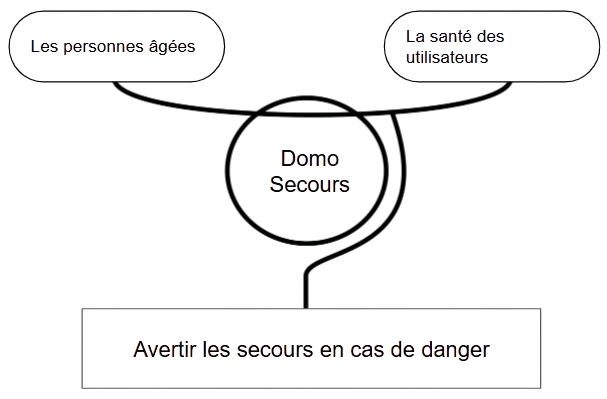 Les personnes âgées
La santé des
utilisateurs
Domo
Secours
Avertir les secours en cas de danger